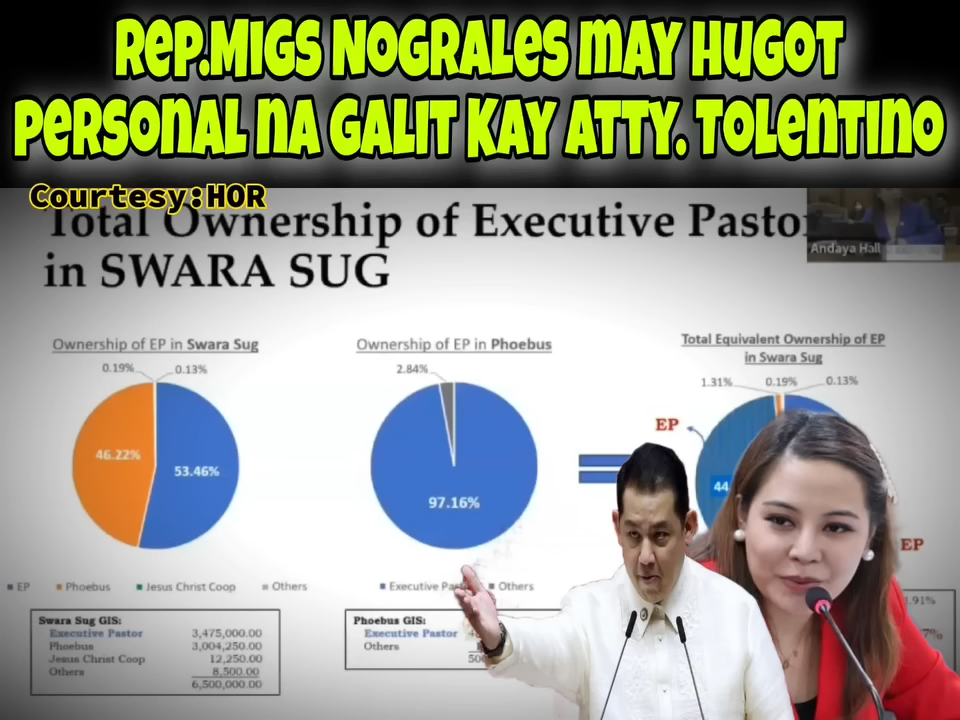 Rep.Migs Nograles may Hugot
personal na galit kay Atty. Tolentino
Courtesy:HOR
Total Ownership of Executive Pastor
in SWARA SUG
Andaya Hall
Ownership of EP in Swara Sug
0.19%
0.13%
46.22%
53.46%
EP
Phoebus
Jesus Christ Coop
Others
Ownership of EP in Phoebus
2.84%
97.16%
Others
Total Equivalent Ownership of EP
in Swara Sug
1.31%
0.19%
0.13%
EP
44
EP
Swara Sug GIS:
Executive Pastor 3,475,000.00
Phoebus 3,004,250.00
Jesus Christ Coop 12,250.00
Others 8,500.00
6,500,000.00
Phoebus GIS:
Executive Pastor
Others